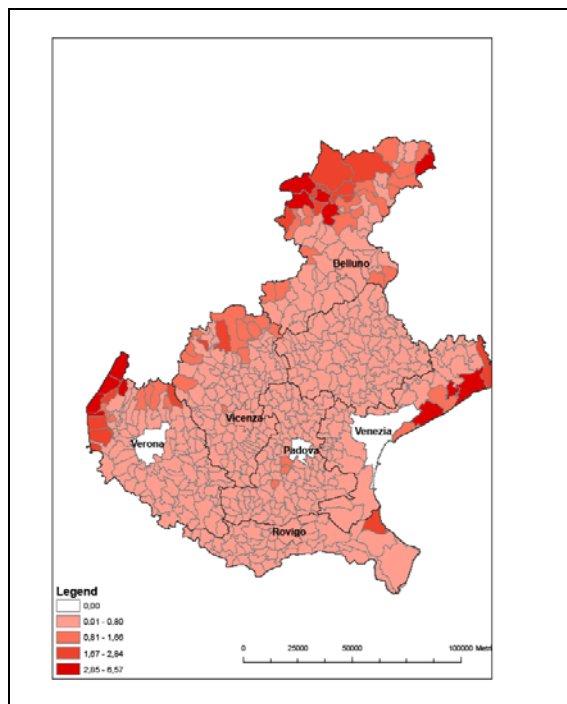 Belluno
Vicenza
Venezia
Verona
Padova
Rovigo
Legend
0,00
0,01 - 0,80
0,81 - 1,66
1,67 - 2,84
2,85 - 6,57
0 25000 50000 100000 Metri